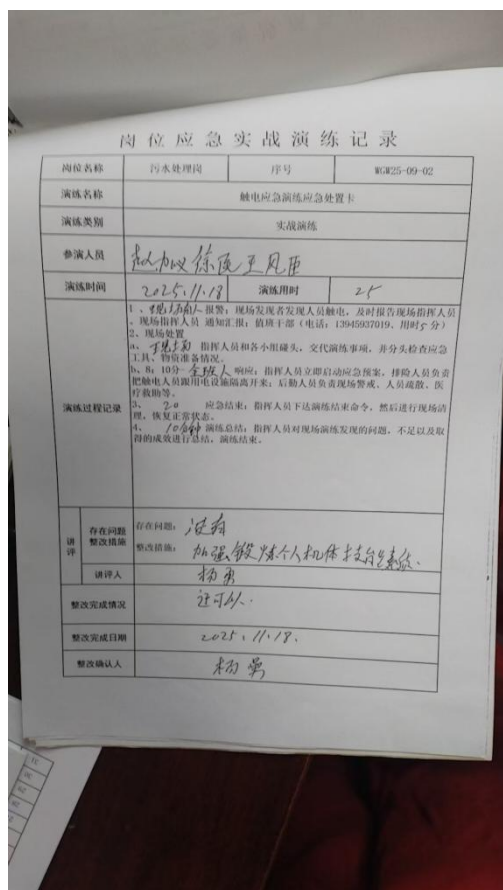 岗位应急实战演练记录
岗位名称 污水处理岗 序号 WGW25-09-02
演练名称 触电应急演练应急处置卡
演练类别 实战演练
参演人员 赵 徐 王凤臣
演练时间 2025.11.18 演练用时 25
1、 报警：现场发现者发现人员触电，及时报告现场指挥人员
，现场指挥人员 通知汇报：值班干部（电话：13945937019、用时5分）
2、现场处置
a、 指挥人员和各小组碰头，交代演练事项，并分头检查应急
工具、物资准备情况。
b、8：10分 全班人 响应：指挥人员立即启动应急预案，排险人员负责
把触电人员跟用电设施隔离开来；后勤人员负责现场警戒、人员疏散、医
疗救助等。
3、 20 应急结束：指挥人员下达演练结束命令，然后进行现场清
理，恢复正常状态。
4、 10分钟 演练总结：指挥人员对现场演练发现的问题，不足以及取
得的成效进行总结，演练结束。
演练过程记录
讲评
存在问题
整改措施
存在问题：没有
整改措施：加强锻炼个人机体
讲评人 杨勇
整改完成情况 还可以.
整改完成日期 2025.11.18.
整改确认人 杨勇